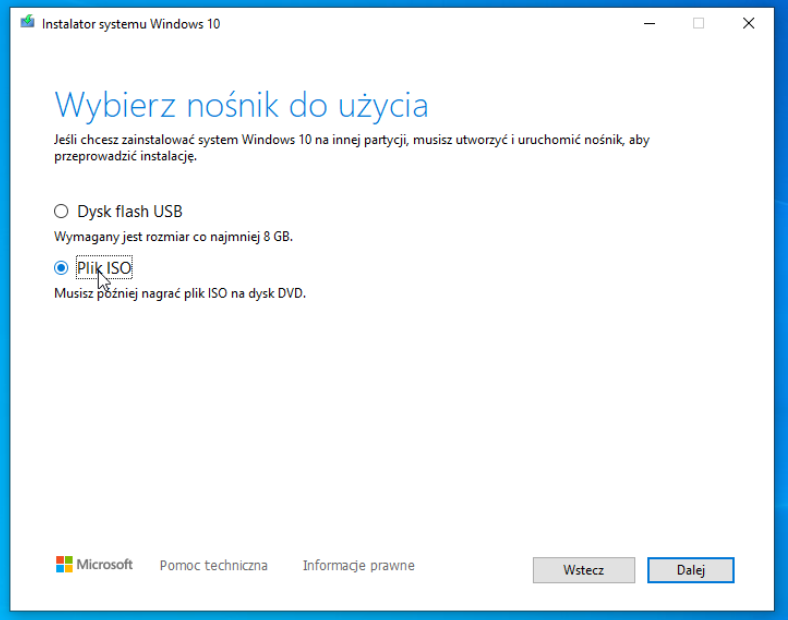 Instalator systemu Windows 10
Wybierz nośnik do użycia
Jeśli chcesz zainstalować system Windows 10 na innej partycji, musisz utworzyć i uruchomić nośnik, aby
przeprowadzić instalację.
Dysk flash USB
Wymagany jest rozmiar co najmniej 8 GB.
Plik ISO
Musisz później nagrać plik ISO na dysk DVD.
Microsoft Pomoc techniczna Informacje prawne Wstecz Dalej